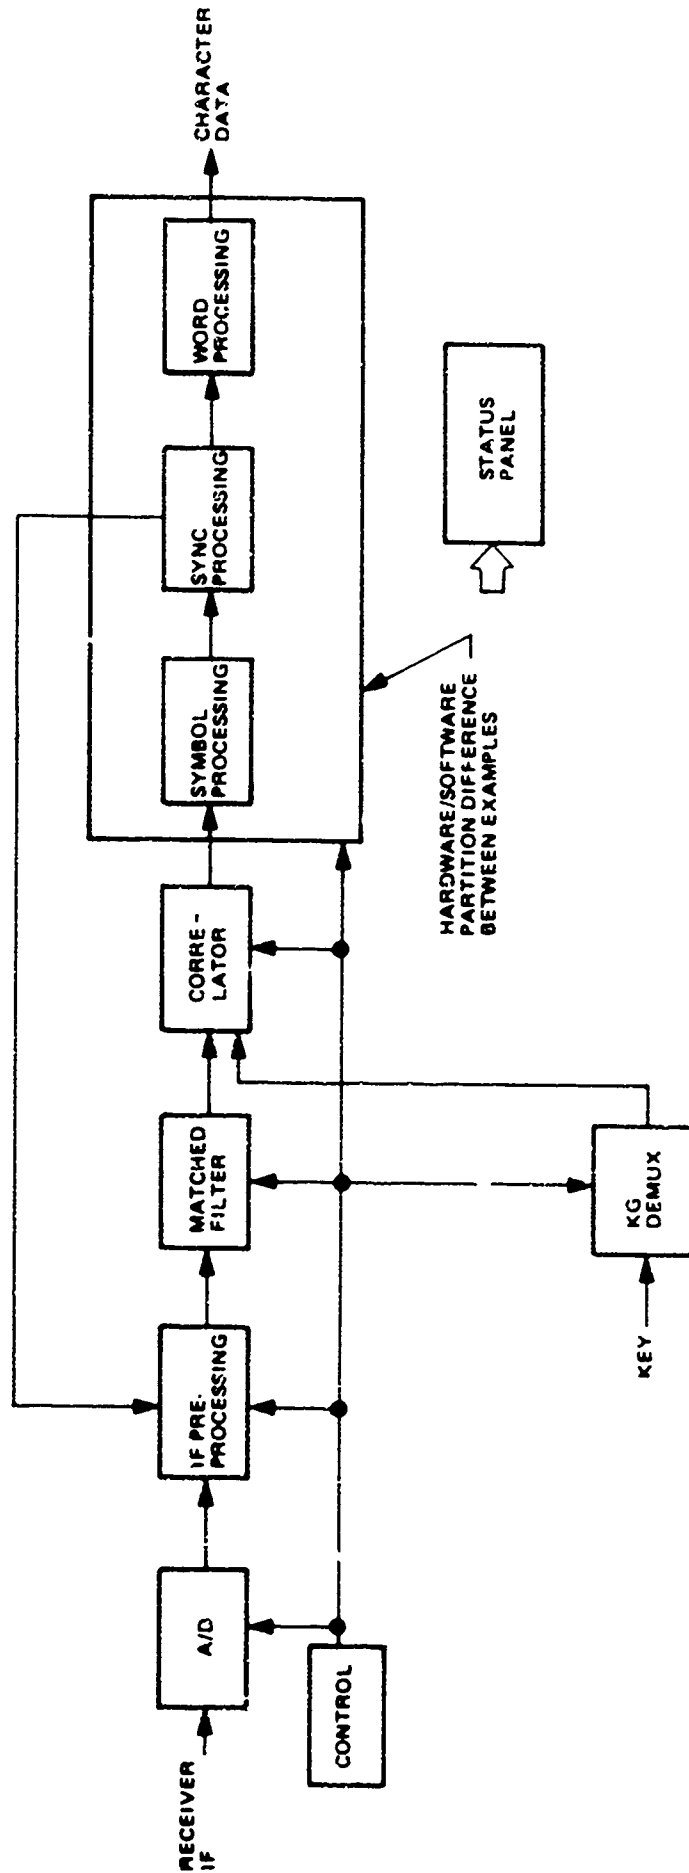 RECEIVER
IF
A/D
IF PRE-
PROCESSING
MATCHED
FILTER
CORRE-
LATOR
SYMBOL
PROCESSING
SYNC
PROCESSING
WORD
PROCESSING
CHARACTER
DATA
CONTROL
KEY
KG
DEMUX
HARDWARE/SOFTWARE
PARTITION DIFFERENCE
BETWEEN EXAMPLES
STATUS
PANEL